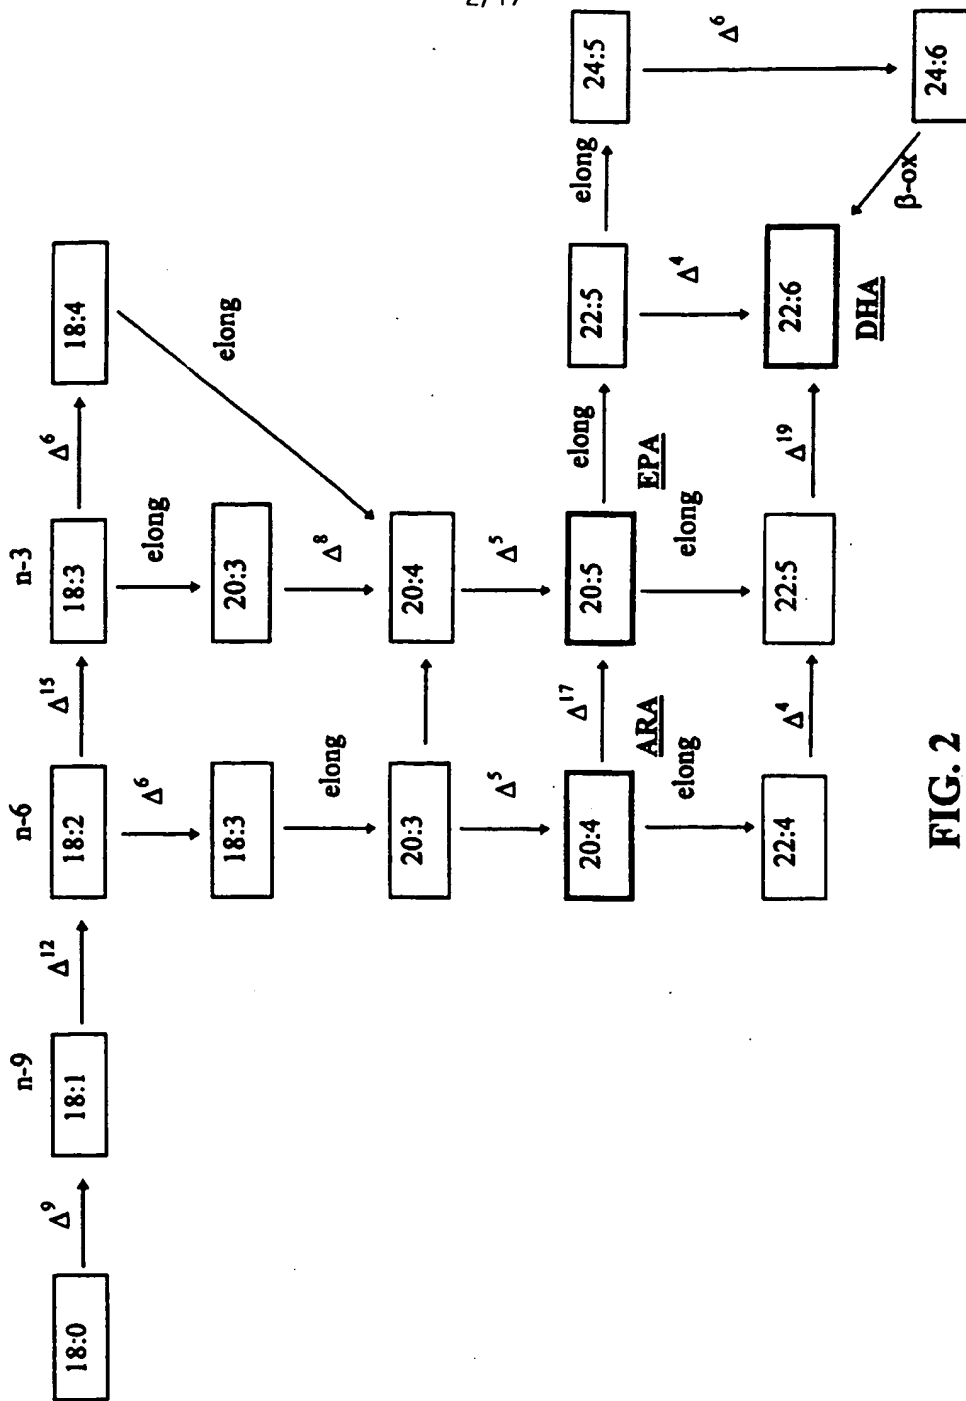 2/17
n-9 n-6 n-3
Δ9 Δ12 Δ15 Δ6
18:0 18:1 18:2 18:3 18:4
Δ6 elong
elong
18:3 20:3
elong Δ8
20:3 20:4
Δ5 Δ5
Δ17 elong elong
20:4 20:5 22:5 24:5
ARA EPA
elong elong Δ4 Δ6
22:4 22:5 22:6
Δ4 Δ19
DHA
β-ox
24:6
FIG. 2